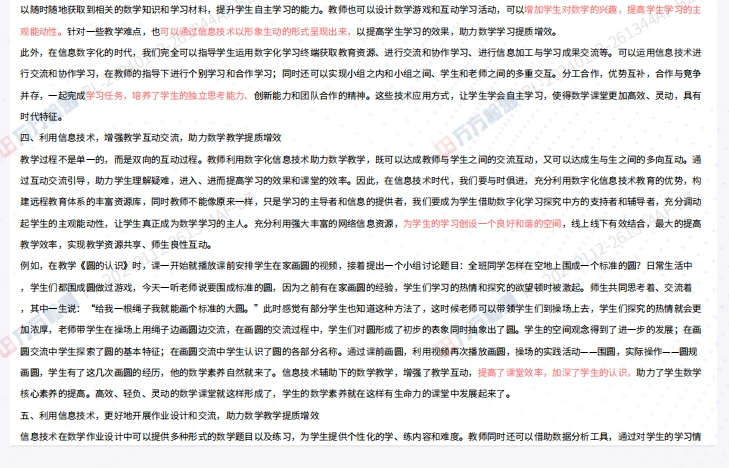 以随时随地获取到相关的数学知识和学习材料，提升学生自主学习的能力。教师也可以设计数学游戏和互动学习活动，可以增加学生对数学的兴趣，提高学生学习的主
观能动性。针对一些教学难点，也可以通过信息技术以形象生动的形式呈现出来，以提高学生学习的效果，助力数学学习提质增效。
此外，在信息数字化的时代，我们完全可以指导学生运用数字化学习终端获取教育资源、进行交流和协作学习、进行信息加工与学习成果交流等。可以运用信息技术进
行交流和协作学习，在教师的指导下进行个别学习和合作学习；同时还可以实现小组之内和小组之间、学生和老师之间的多重交互。分工合作，优势互补，合作与竞争
并存，一起完成学习任务，培养了学生的独立思考能力、创新能力和团队合作的精神。这些技术应用方式，让学生学会自主学习，使得数学课堂更加高效、灵动，具有
时代特征。
四、利用信息技术，增强教学互动交流，助力数学教学提质增效
教学过程不是单一的，而是双向的互动过程。教师利用数字化信息技术助力数学教学，既可以达成教师与学生之间的交流互动，又可以达成生与生之间的多向互动。通
过互动交流引导，助力学生理解疑难，进入、进而提高学习的效果和课堂的效率。因此，在信息技术时代，我们要与时俱进，充分利用数字化信息技术教育的优势，构
建远程教育体系的丰富资源库，同时教师不能像原来一样，只是学习的主导者和信息的提供者，我们要成为学生借助数字化学习探究中方的支持者和辅导者，充分调动
起学生的主观能动性，让学生真正成为数学学习的主人。充分利用强大丰富的网络信息资源，为学生的学习创设一个良好和谐的空间，线上线下有效结合，最大的提高
教学效率，实现教学资源共享、师生良性互动。
例如，在教学《圆的认识》时，课一开始就播放课前安排学生在家画圆的视频，接着提出一个小组讨论题目：全班同学怎样在空地上围成一个标准的圆？日常生活中
，学生们都围成圆做过游戏，今天一听老师说要围成标准的圆，因为之前有在家画圆的经验，学生们学习的热情和探究的欲望顿时被激起。师生共同思考着、交流着
，其中一生说：“给我一根绳子我就能画个标准的大圆。”此时感觉有部分学生也知道这种方法了，这时候老师可以带领学生们到操场上去，学生们探究的热情就会更
加浓厚，老师带学生在操场上用绳子边画圆边交流，在画圆的交流过程中，学生们对圆形成了初步的表象同时抽象出了圆。学生的空间观念得到了进一步的发展；在画
圆交流中学生探索了圆的基本特征；在画圆交流中学生认识了圆的各部分名称。通过课前画圆，利用视频再次播放画圆，操场的实践活动——围圆，实际操作——圆规
画圆，学生有了这几次画圆的经历，他的数学素养自然就来了。信息技术辅助下的数学教学，增强了教学互动，提高了课堂效率，加深了学生的认识，助力了学生数学
核心素养的提高。高效、轻负、灵动的数学课堂就这样形成了，学生的数学素养就在这样有生命力的课堂中发展起来了。
五、利用信息技术，更好地开展作业设计和交流，助力数学教学提质增效
信息技术在数学作业设计中可以提供多种形式的数学题目以及练习，为学生提供个性化的学、练内容和难度。教师同时还可以借助数据分析工具，通过对学生的学习情